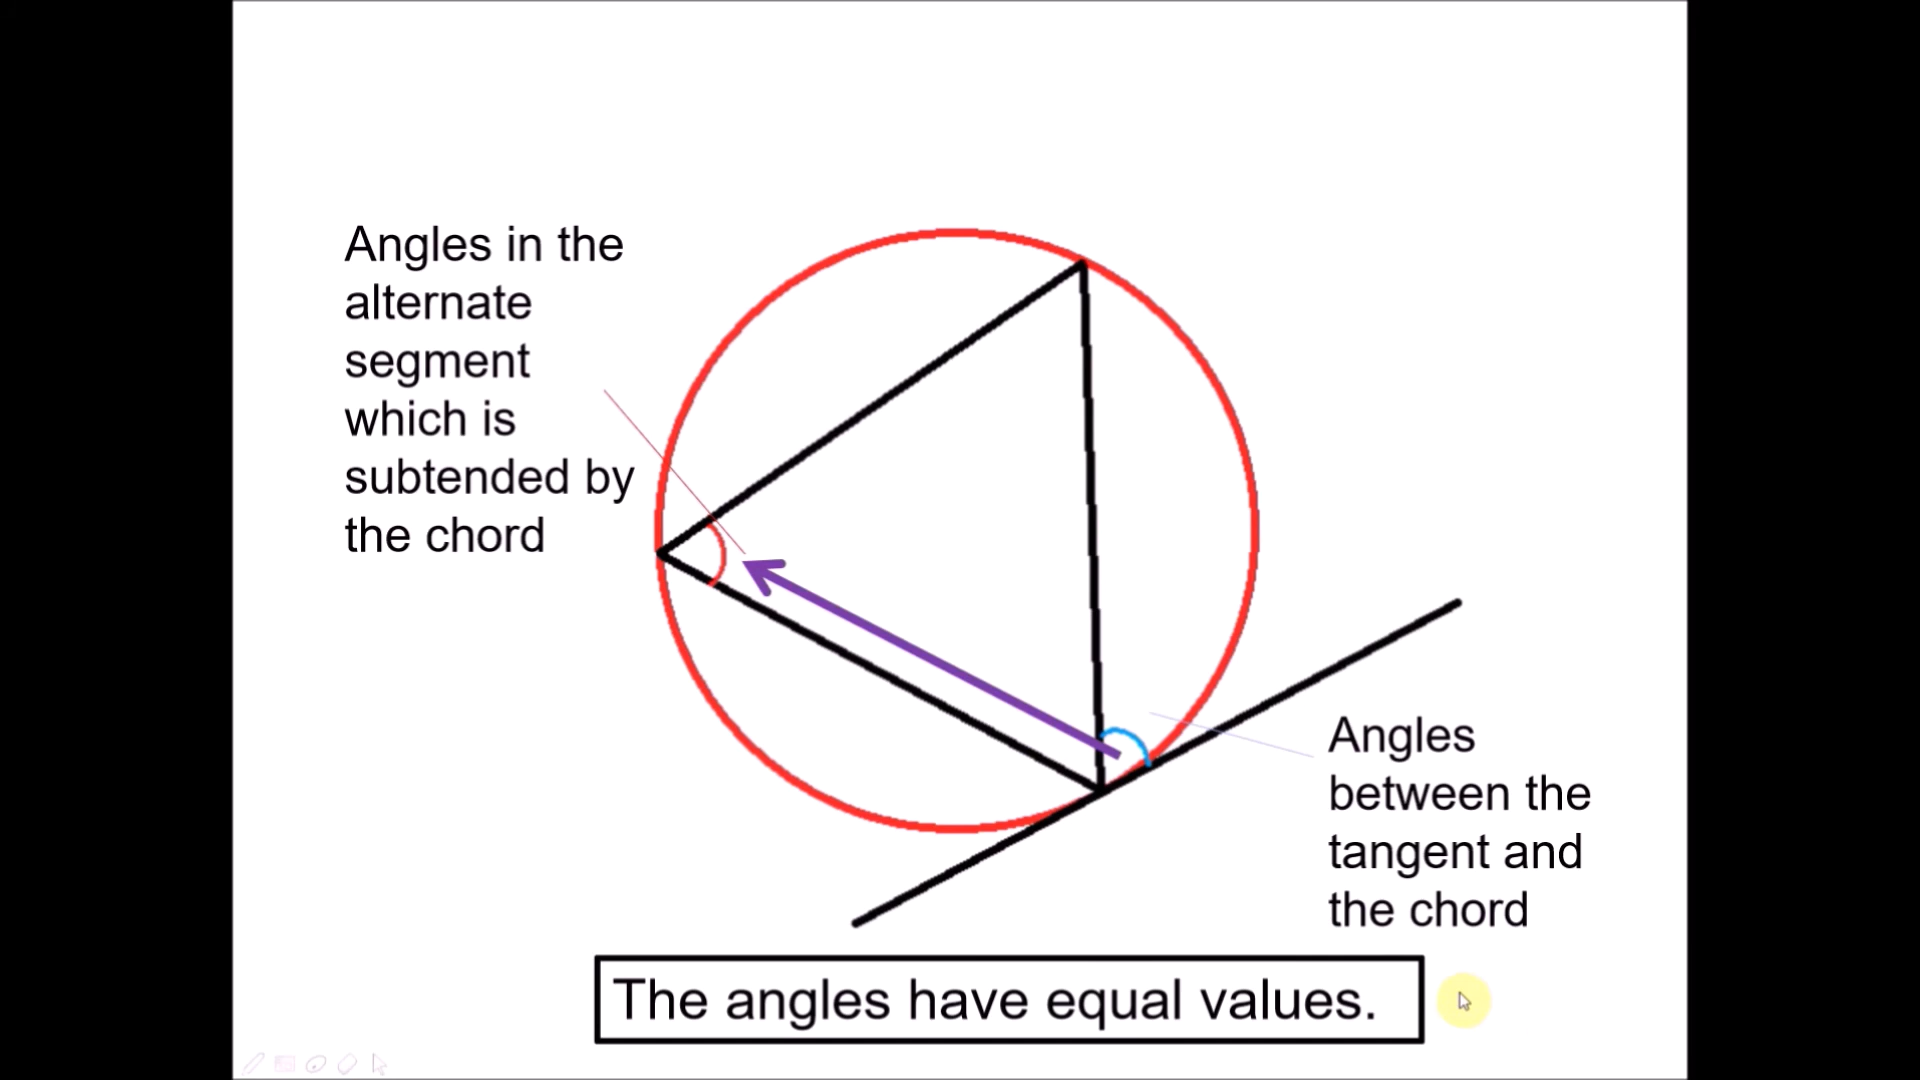 Angles in the
alternate
segment
which is
subtended by
the chord
Angles
between the
tangent and
the chord
The angles have equal values.